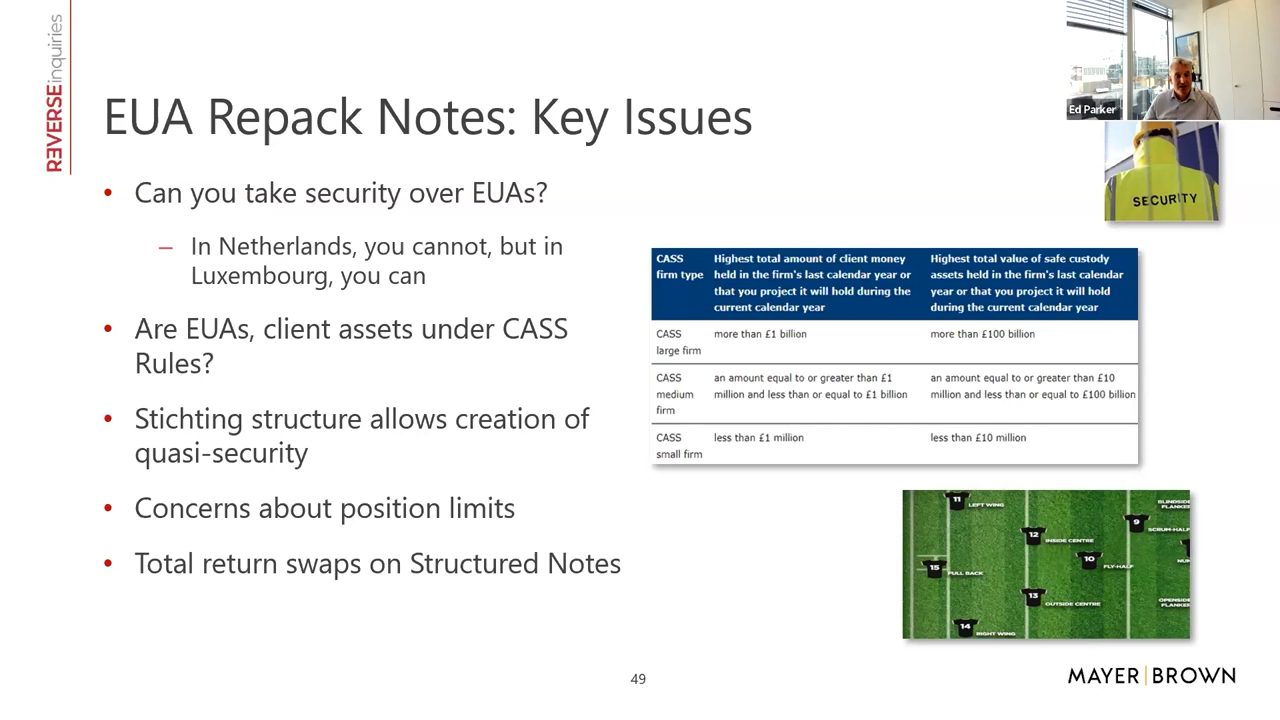 REVERSEinquiries
EUA Repack Notes: Key Issues
Ed Parker
SECURITY
• Can you take security over EUAs?
– In Netherlands, you cannot, but in
Luxembourg, you can
• Are EUAs, client assets under CASS
Rules?
• Stichting structure allows creation of
quasi-security
• Concerns about position limits
• Total return swaps on Structured Notes
CASS firm type
Highest total amount of client money held in the firm's last calendar year or that you project it will hold during the current calendar year
Highest total value of safe custody assets held in the firm's last calendar year or that you project it will hold during the current calendar year
CASS large firm
more than £1 billion
more than £100 billion
CASS medium firm
an amount equal to or greater than £1 million and less than or equal to £1 billion
an amount equal to or greater than £10 million and less than or equal to £100 billion
CASS small firm
less than £1 million
less than £10 million
11
LEFT WING
BLINDSIDE
FLANKER
9
SCRUM-HALF
12
INSIDE CENTRE
10
FLY-HALF
15
FULL BACK
13
OUTSIDE CENTRE
OPENSIDE
FLANKER
14
RIGHT WING
49
MAYER|BROWN